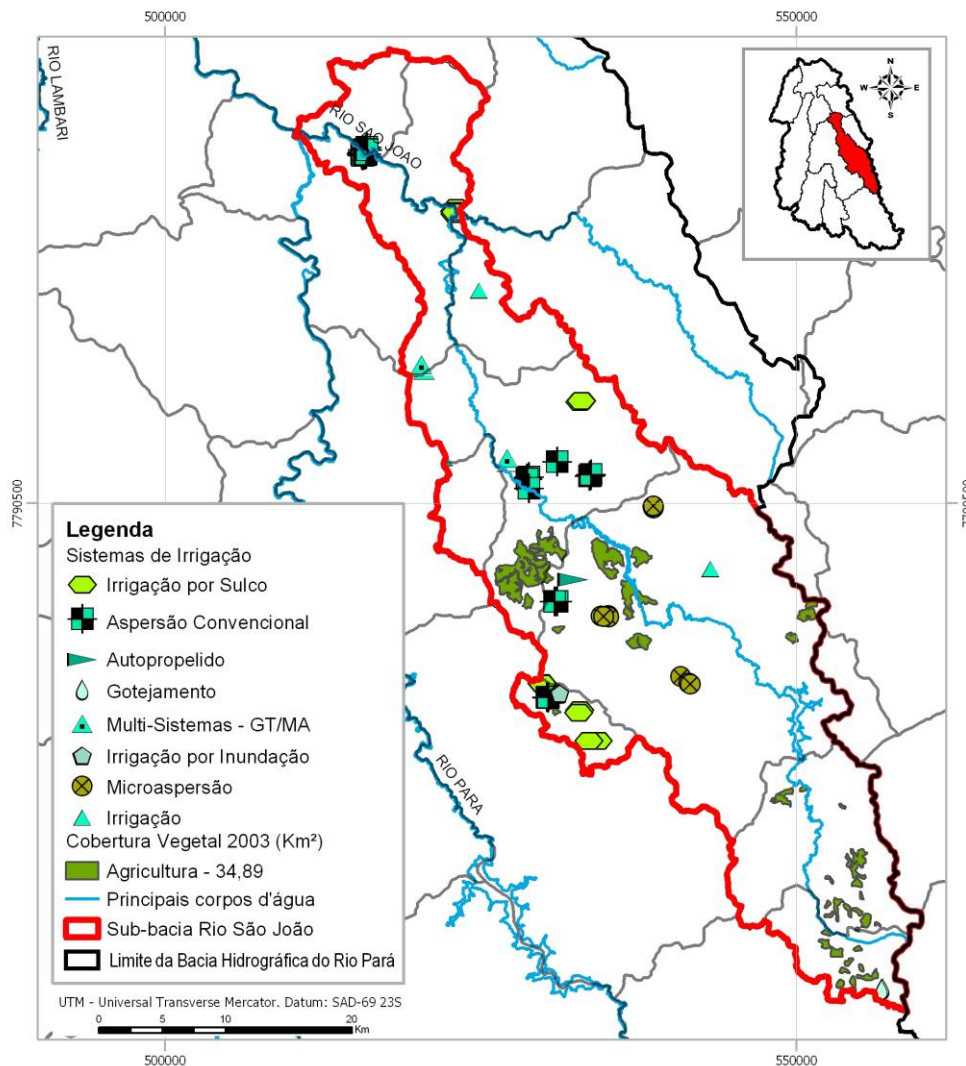 500000
550000
RIO LAMBARI
RIO SÃO JOAO
N
W
E
S
7790500
7790500
Legenda
Sistemas de Irrigação
Irrigação por Sulco
Aspersão Convencional
Autopropelido
Gotejamento
Multi-Sistemas - GT/MA
Irrigação por Inundação
Microaspersão
Irrigação
Cobertura Vegetal 2003 (Km²)
Agricultura - 34,89
Principais corpos d'água
Sub-bacia Rio São João
Limite da Bacia Hidrográfica do Rio Pará
RIO PARA
UTM - Universal Transverse Mercator. Datum: SAD-69 23S
0 5 10 20
Km
500000
550000